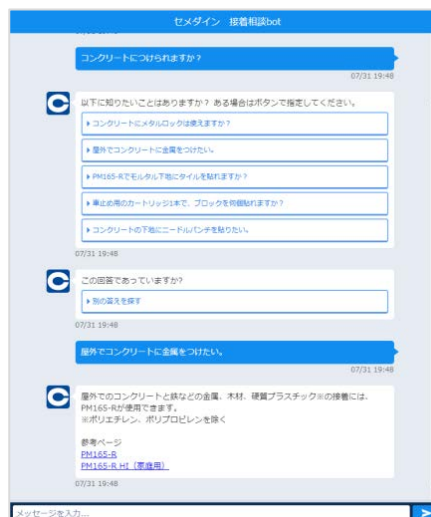 セメダイン 接着相談bot
コンクリートにつけられますか？
07/31 19:48
以下に知りたいことはありますか？ ある場合はボタンで指定してください。
コンクリートにメタルロックは使えますか？
屋外でコンクリートに金属をつけたい。
PM165-Rでモルタル下地にタイルを貼れますか？
車止め用のカートリッジ1本で、ブロックを何個貼れますか？
コンクリートの下地にニードルパンチを貼りたい。
07/31 19:48
この回答であっていますか?
別の答えを探す
07/31 19:48
屋外でコンクリートに金属をつけたい。
07/31 19:48
屋外でのコンクリートと鉄などの金属、木材、硬質プラスチック※の接着には、
PM165-Rが使用できます。
※ポリエチレン、ポリプロピレンを除く
参考ページ
PM165-R
PM165-R HI（家庭用）
07/31 19:48
メッセージを入力...